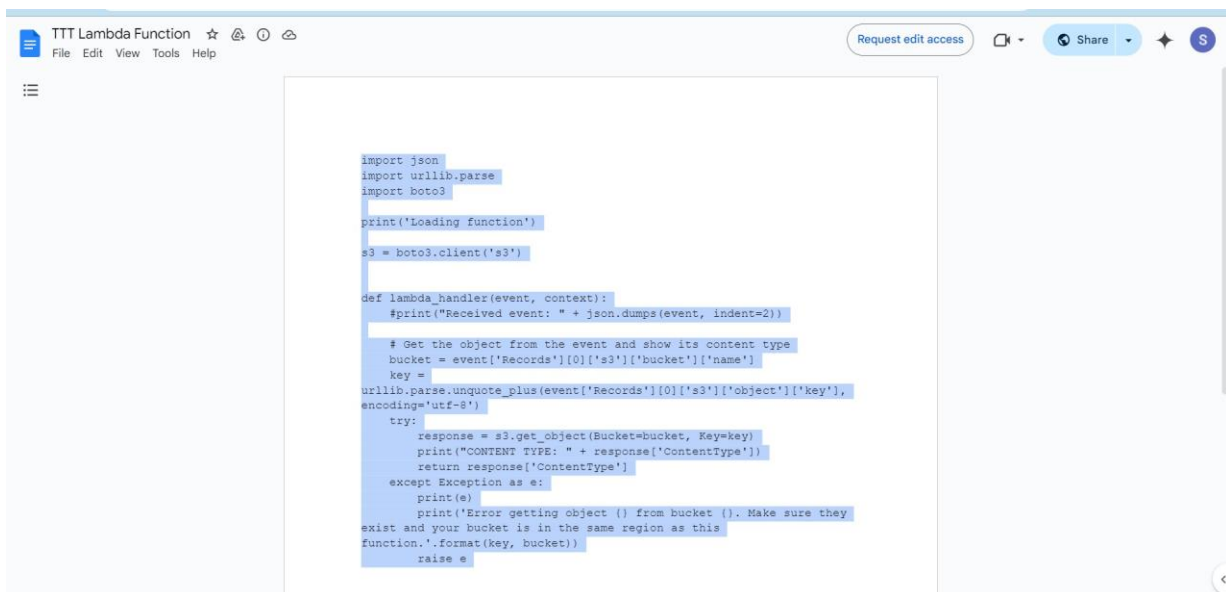 TTT Lambda Function
File Edit View Tools Help
Request edit access
Share
S
import json
import urllib.parse
import boto3
print('Loading function')
s3 = boto3.client('s3')
def lambda_handler(event, context):
    #print("Received event: " + json.dumps(event, indent=2))
    # Get the object from the event and show its content type
    bucket = event['Records'][0]['s3']['bucket']['name']
    key =
urllib.parse.unquote_plus(event['Records'][0]['s3']['object']['key'],
encoding='utf-8')
    try:
        response = s3.get_object(Bucket=bucket, Key=key)
        print("CONTENT TYPE: " + response['ContentType'])
        return response['ContentType']
    except Exception as e:
        print(e)
        print('Error getting object {} from bucket {}. Make sure they
exist and your bucket is in the same region as this
function.'.format(key, bucket))
        raise e